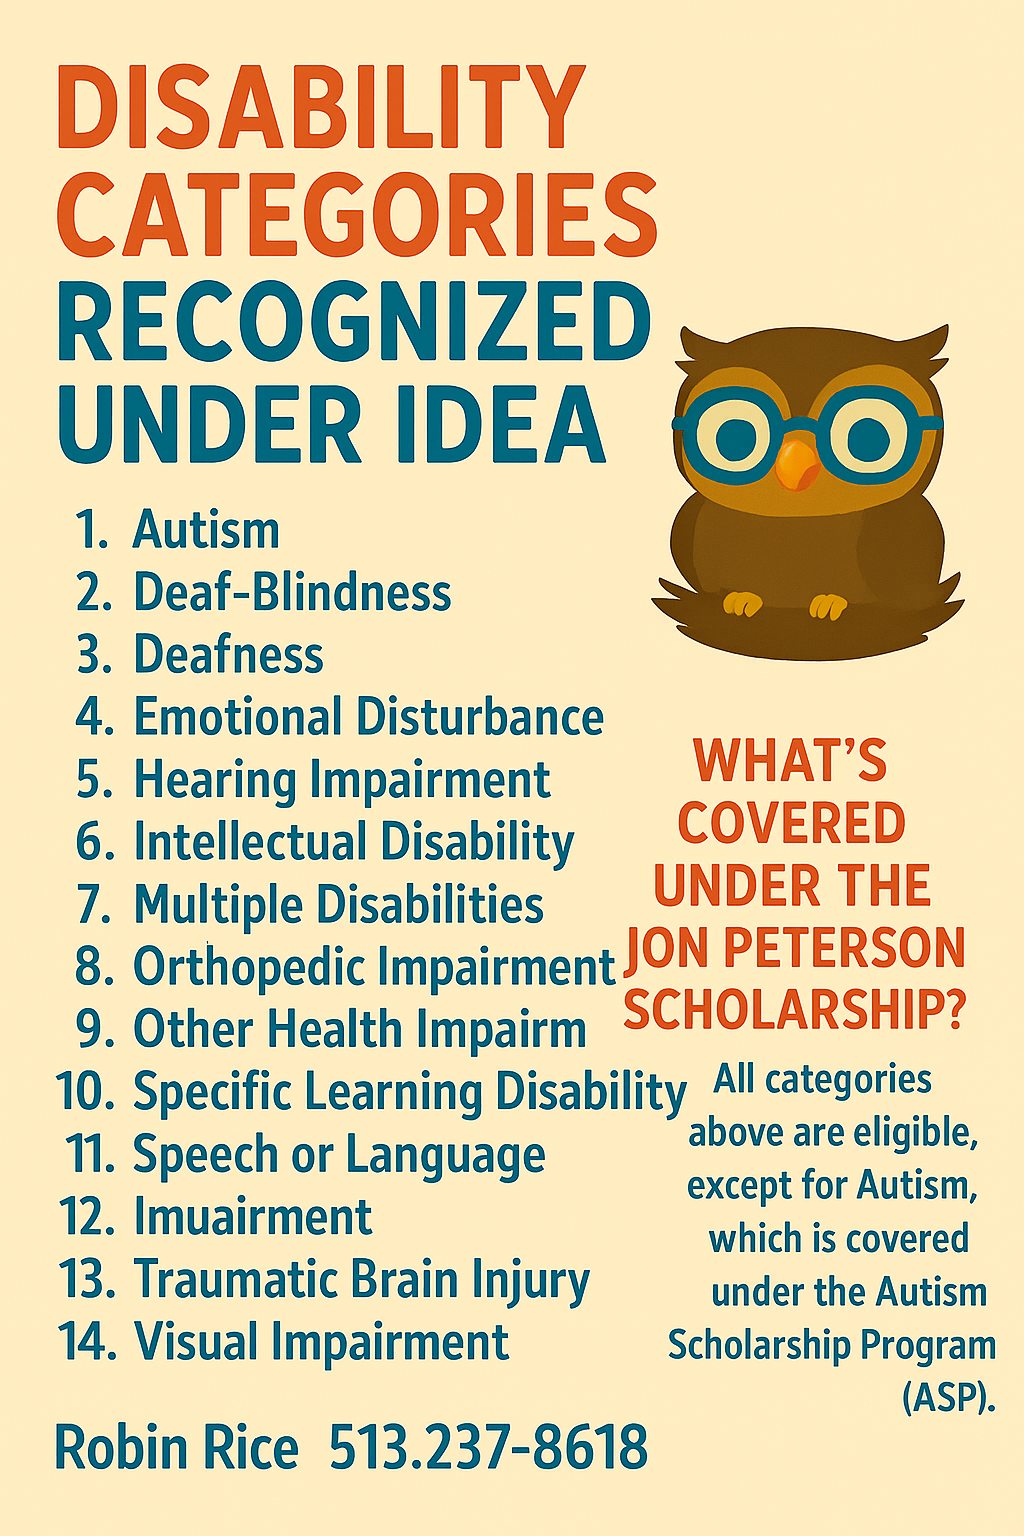 DISABILITY
CATEGORIES
RECOGNIZED
UNDER IDEA
1. Autism
2. Deaf-Blindness
3. Deafness
4. Emotional Disturbance
5. Hearing Impairment
6. Intellectual Disability
7. Multiple Disabilities
8. Orthopedic Impairment
9. Other Health Impairm
10. Specific Learning Disability
11. Speech or Language
12. Imuairment
13. Traumatic Brain Injury
14. Visual Impairment
WHAT'S
COVERED
UNDER THE
JON PETERSON
SCHOLARSHIP?
All categories
above are eligible,
except for Autism,
which is covered
under the Autism
Scholarship Program
(ASP).
Robin Rice 513.237-8618